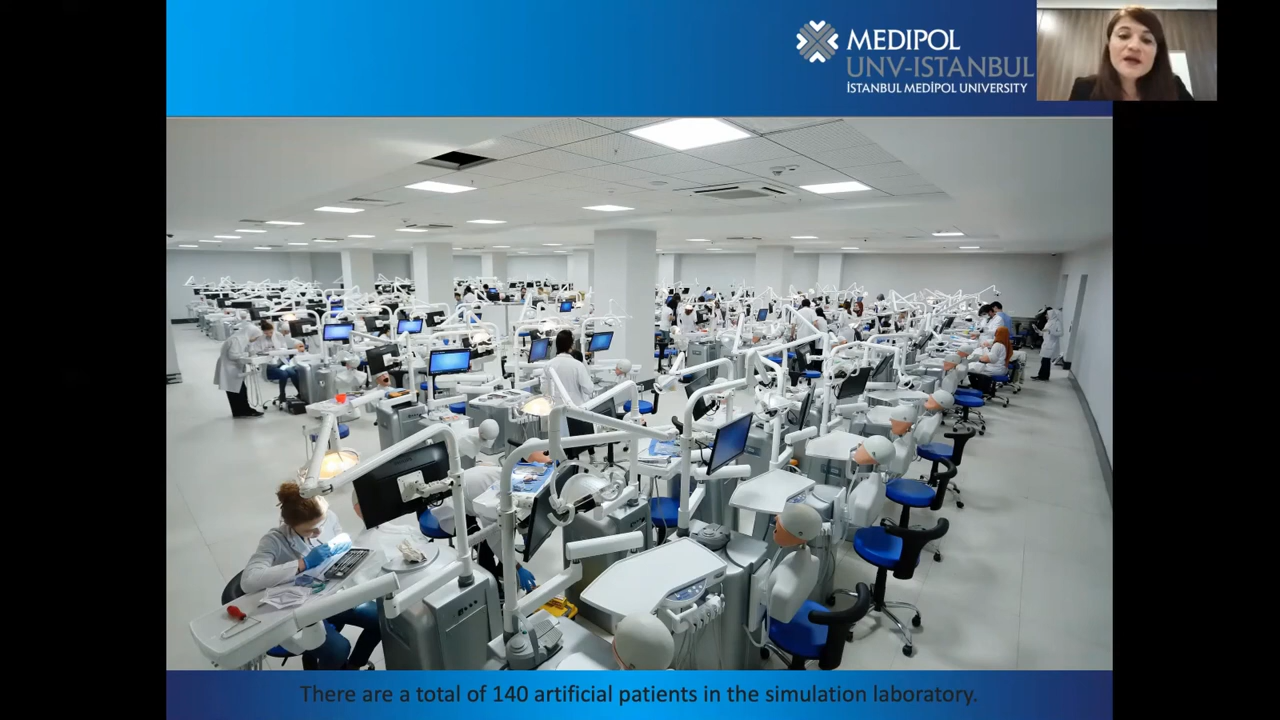 MEDIPOL
UNV-ISTANBUL
İSTANBUL MEDİPOL UNIVERSITY
There are a total of 140 artificial patients in the simulation laboratory.